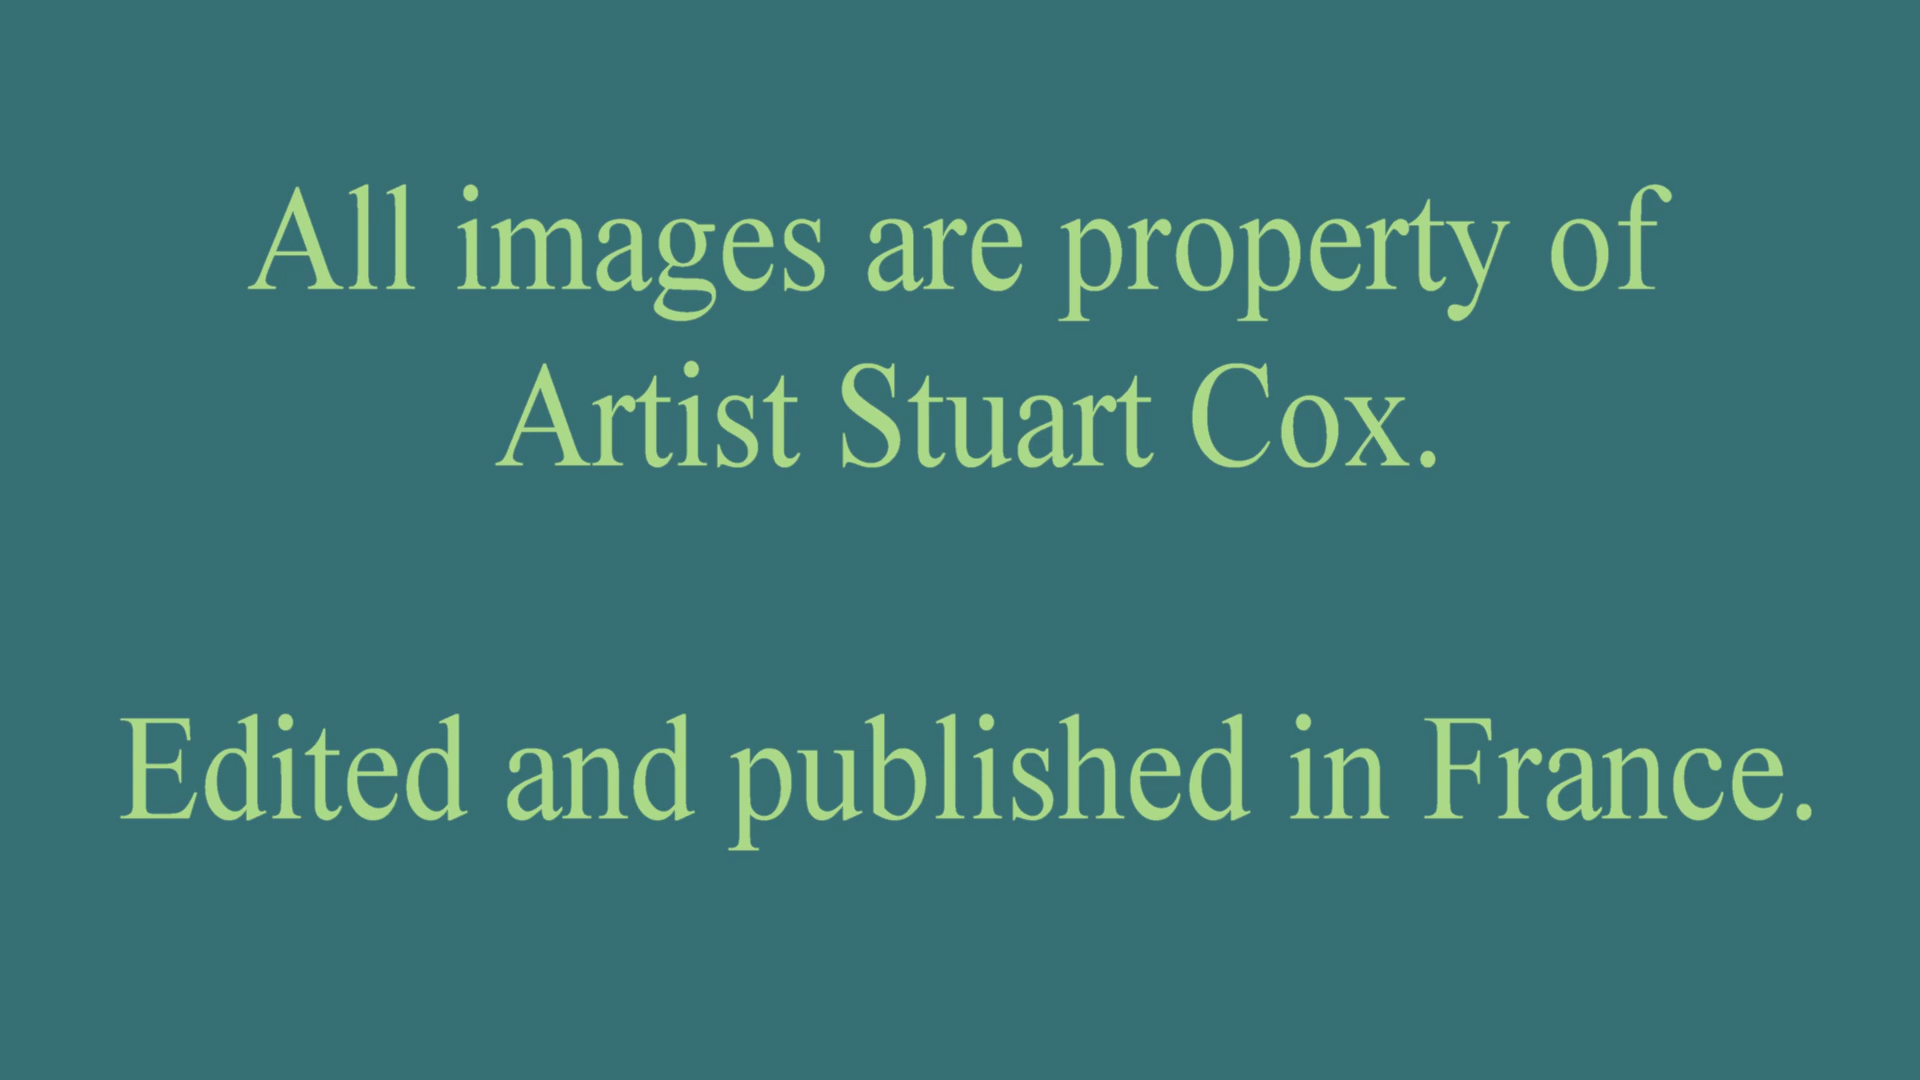 All images are property of
Artist Stuart Cox.
Edited and published in France.